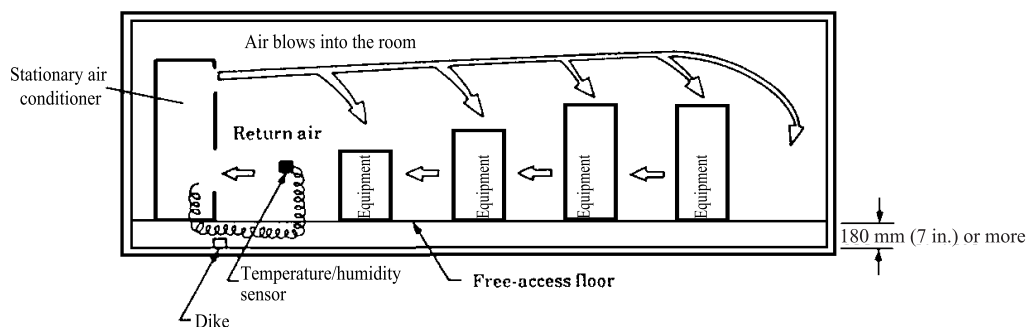 Air blows into the room
Stationary air
conditioner
Return air
Equipment
Equipment
Equipment
Equipment
180 mm (7 in.) or more
Temperature/humidity
sensor
Free-access floor
Dike